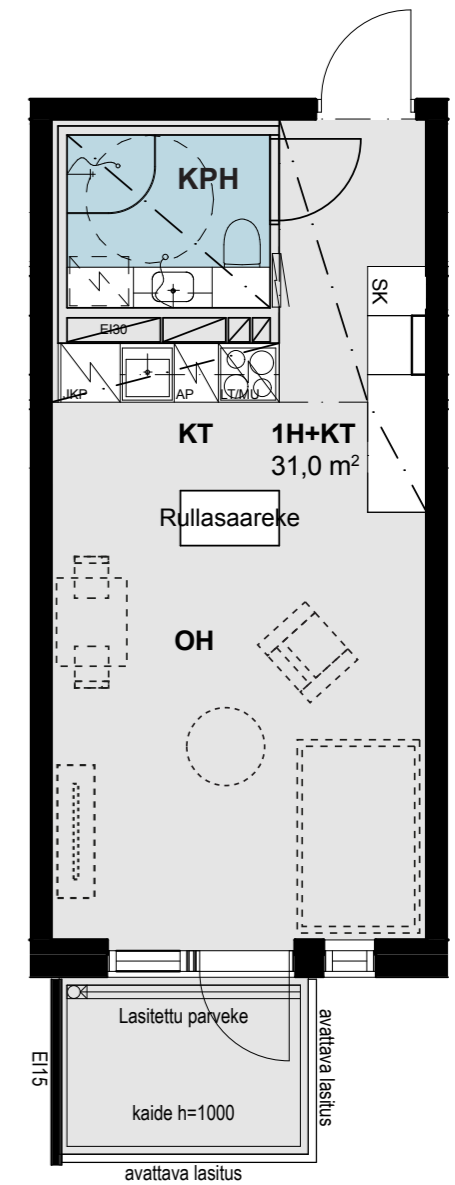 KPH
SK
EI30
JKP
AP
LT/MU
KT
1H+KT
31,0 m²
Rullasaareke
OH
Lasitettu parveke
kaide h=1000
EI15
avattava lasitus
avattava lasitus